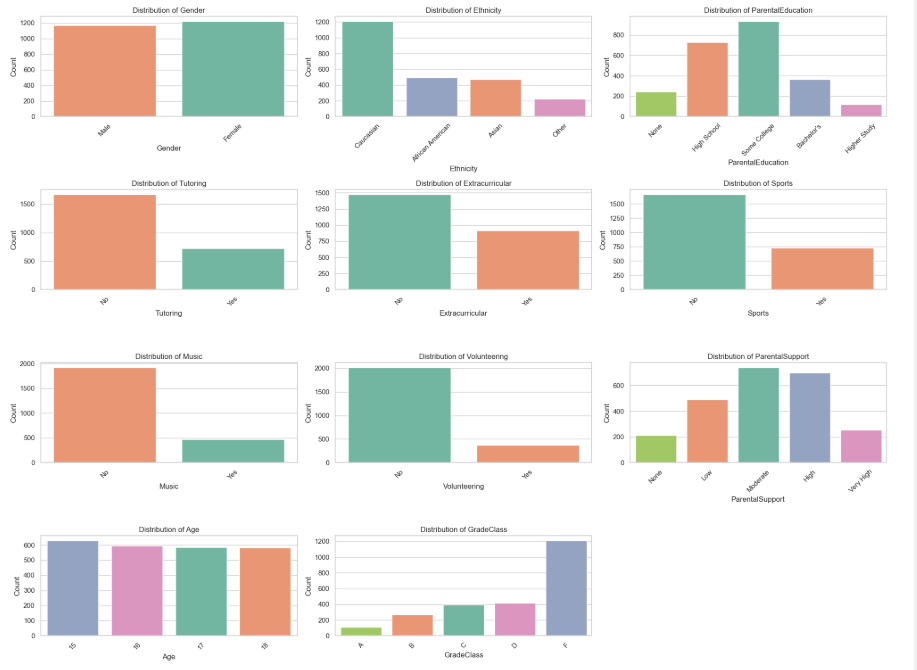 Distribution of Gender
Count
1200
1000
800
600
400
200
0
Male
Female
Gender
Distribution of Ethnicity
Count
1200
1000
800
600
400
200
0
Caucasian
African American
Asian
Other
Ethnicity
Distribution of ParentalEducation
Count
800
600
400
200
0
None
High School
Some College
Bachelor's
Higher Study
ParentalEducation
Distribution of Tutoring
Count
1500
1000
500
0
No
Yes
Tutoring
Distribution of Extracurricular
Count
1500
1250
1000
750
500
250
0
No
Yes
Extracurricular
Distribution of Sports
Count
1500
1250
1000
750
500
250
0
No
Yes
Sports
Distribution of Music
Count
2000
1500
1000
500
0
No
Yes
Music
Distribution of Volunteering
Count
2000
1500
1000
500
0
No
Yes
Volunteering
Distribution of ParentalSupport
Count
600
400
200
0
None
Low
Moderate
High
Very High
ParentalSupport
Distribution of Age
Count
600
500
400
300
200
100
0
15
16
17
18
Age
Distribution of GradeClass
Count
1200
1000
800
600
400
200
0
A
B
C
D
F
GradeClass